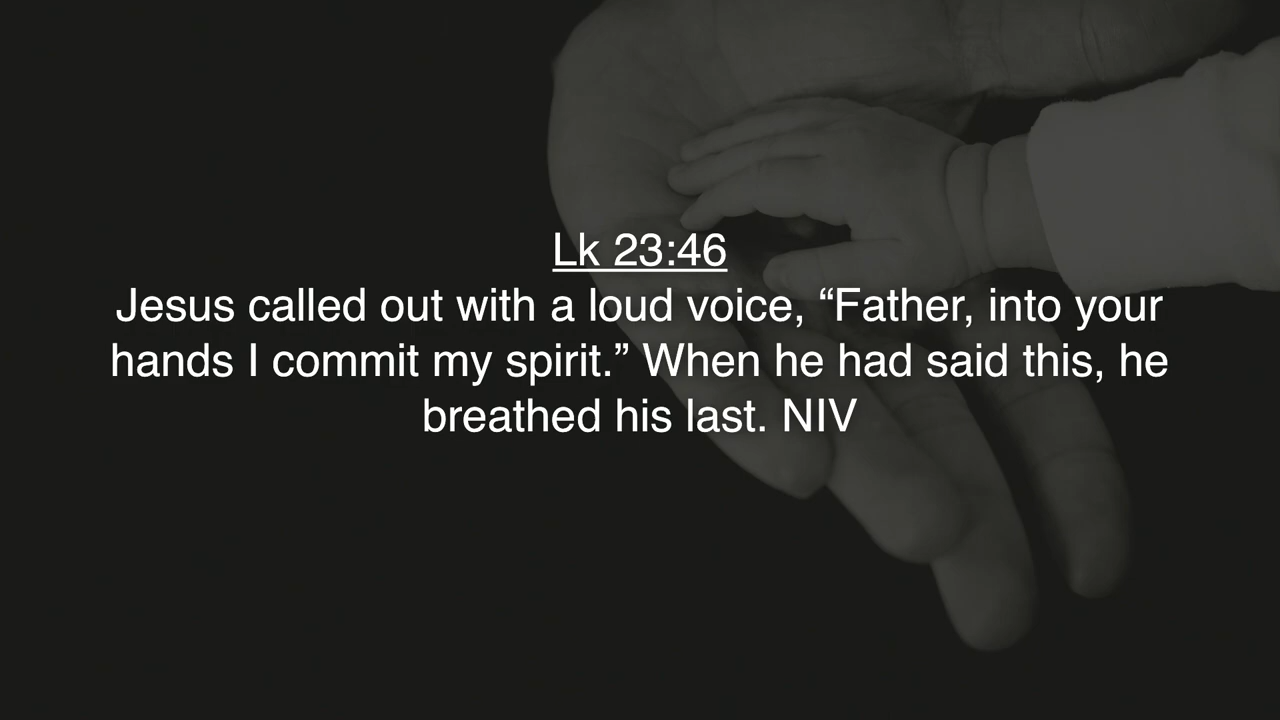 Lk 23:46
Jesus called out with a loud voice, “Father, into your
hands I commit my spirit.” When he had said this, he
breathed his last. NIV